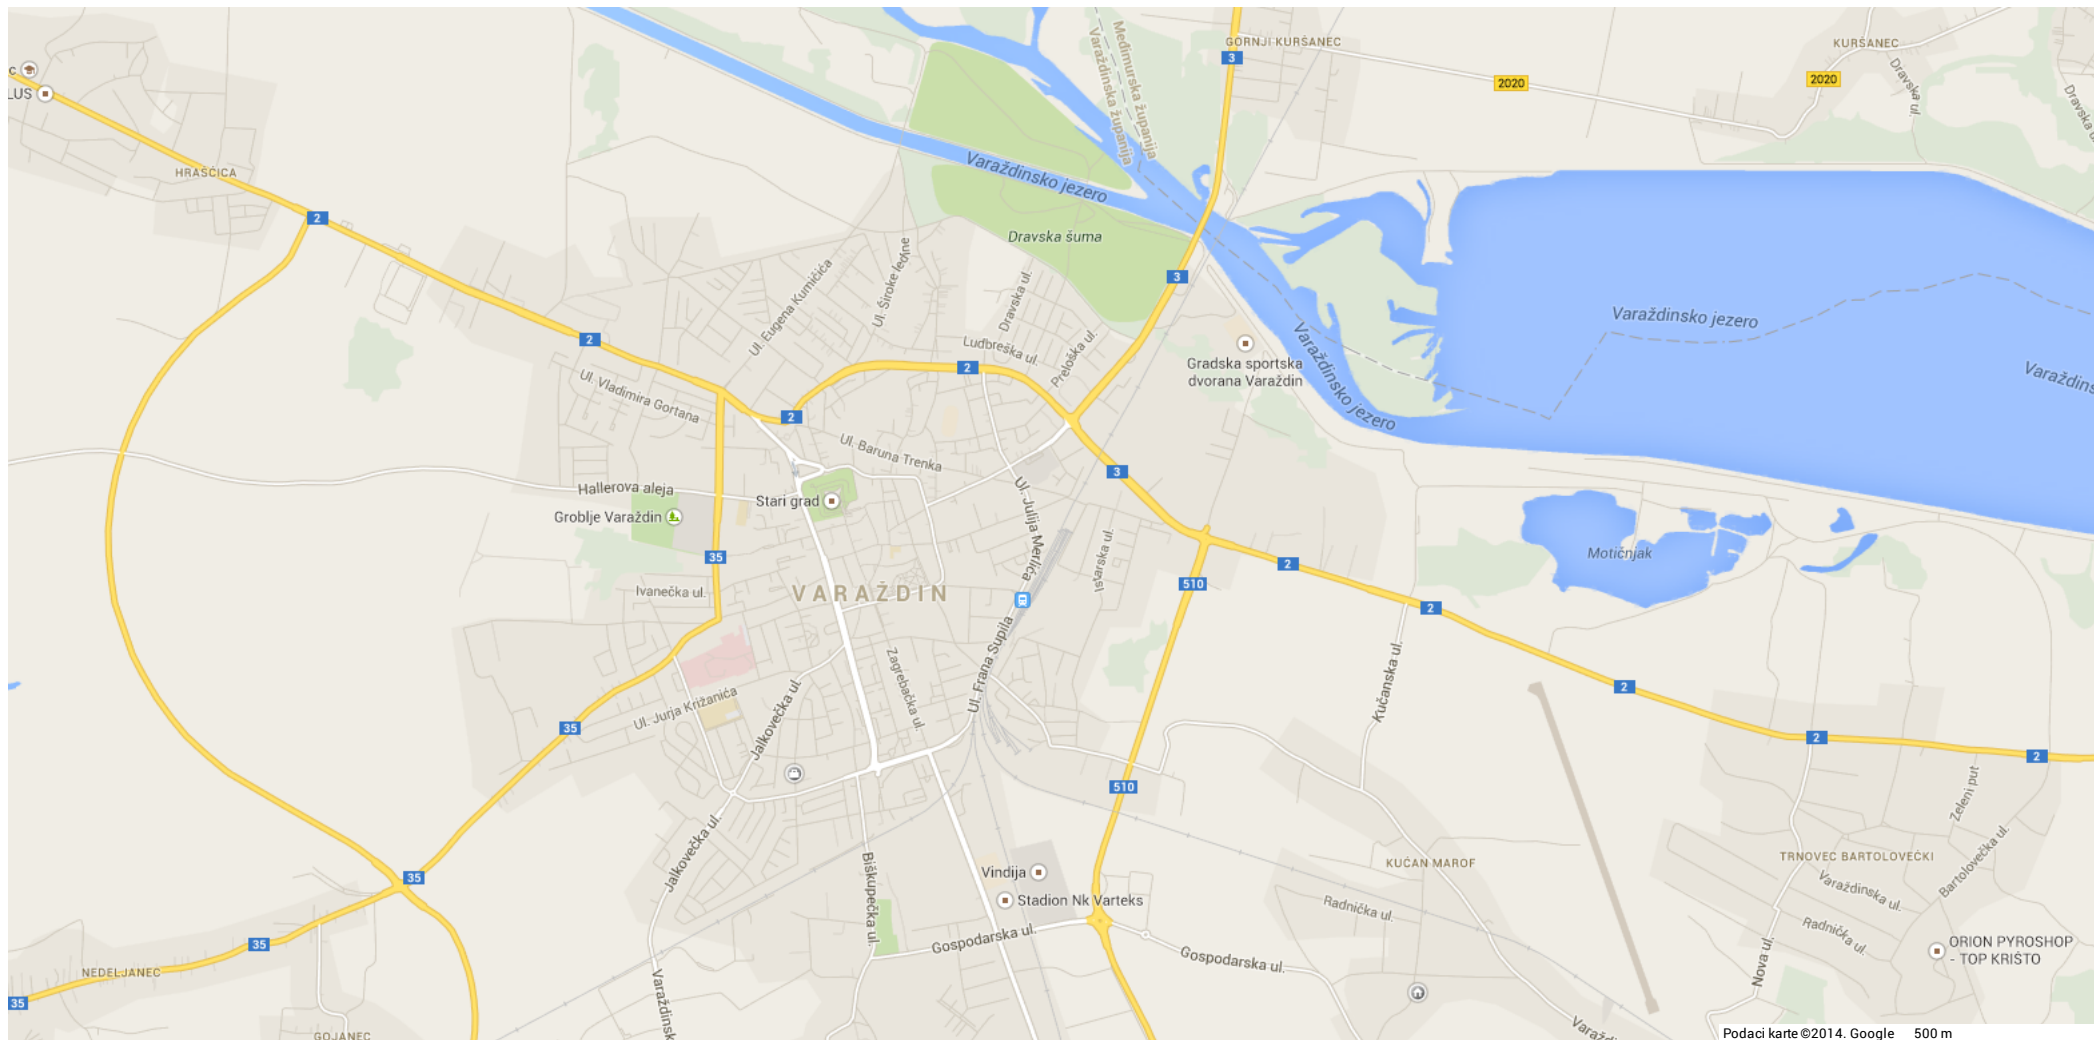 GORNJI KURŠANEC
KURŠANEC
Međimurska županija
Varaždinska županija
3
2020
2020
Dravska ul.
Dravska u
c
LUS
HRAŠĆICA
Varaždinsko jezero
2
Dravska šuma
3
Ul. Eugena Kumičića
Ul. Široke ledine
Dravska ul.
Varaždinsko jezero
2
Ludbreška ul.
Preloška ul.
Varaždinsko jezero
Gradska sportska
dvorana Varaždin
2
Varaždins
Ul. Vladimira Gortana
2
Ul. Baruna Trenka
3
Hallerova aleja
Stari grad
Groblje Varaždin
Ul. Julija Merlića
35
Istarska ul.
Motičnjak
2
510
VARAŽDIN
Ivanečka ul.
2
Ul. Frana Supila
Zagrebačka ul.
Kučanska ul.
2
Ul. Jurja Križanića
Jalkovečka ul.
35
2
2
510
Zeleni put
Jalkovečka ul.
Biškupečka ul.
KUĆAN MAROF
TRNOVEC BARTOLOVEČKI
Bartolovečka ul.
Vindija
35
Varaždinska ul.
Stadion Nk Varteks
Radnička ul.
Radnička ul.
Gospodarska ul.
35
ORION PYROSHOP
- TOP KRIŠTO
Gospodarska ul.
Nova ul.
NEDELJANEC
35
Varaždinsk
GOJANEC
Varažd
Podaci karte ©2014. Google 500 m